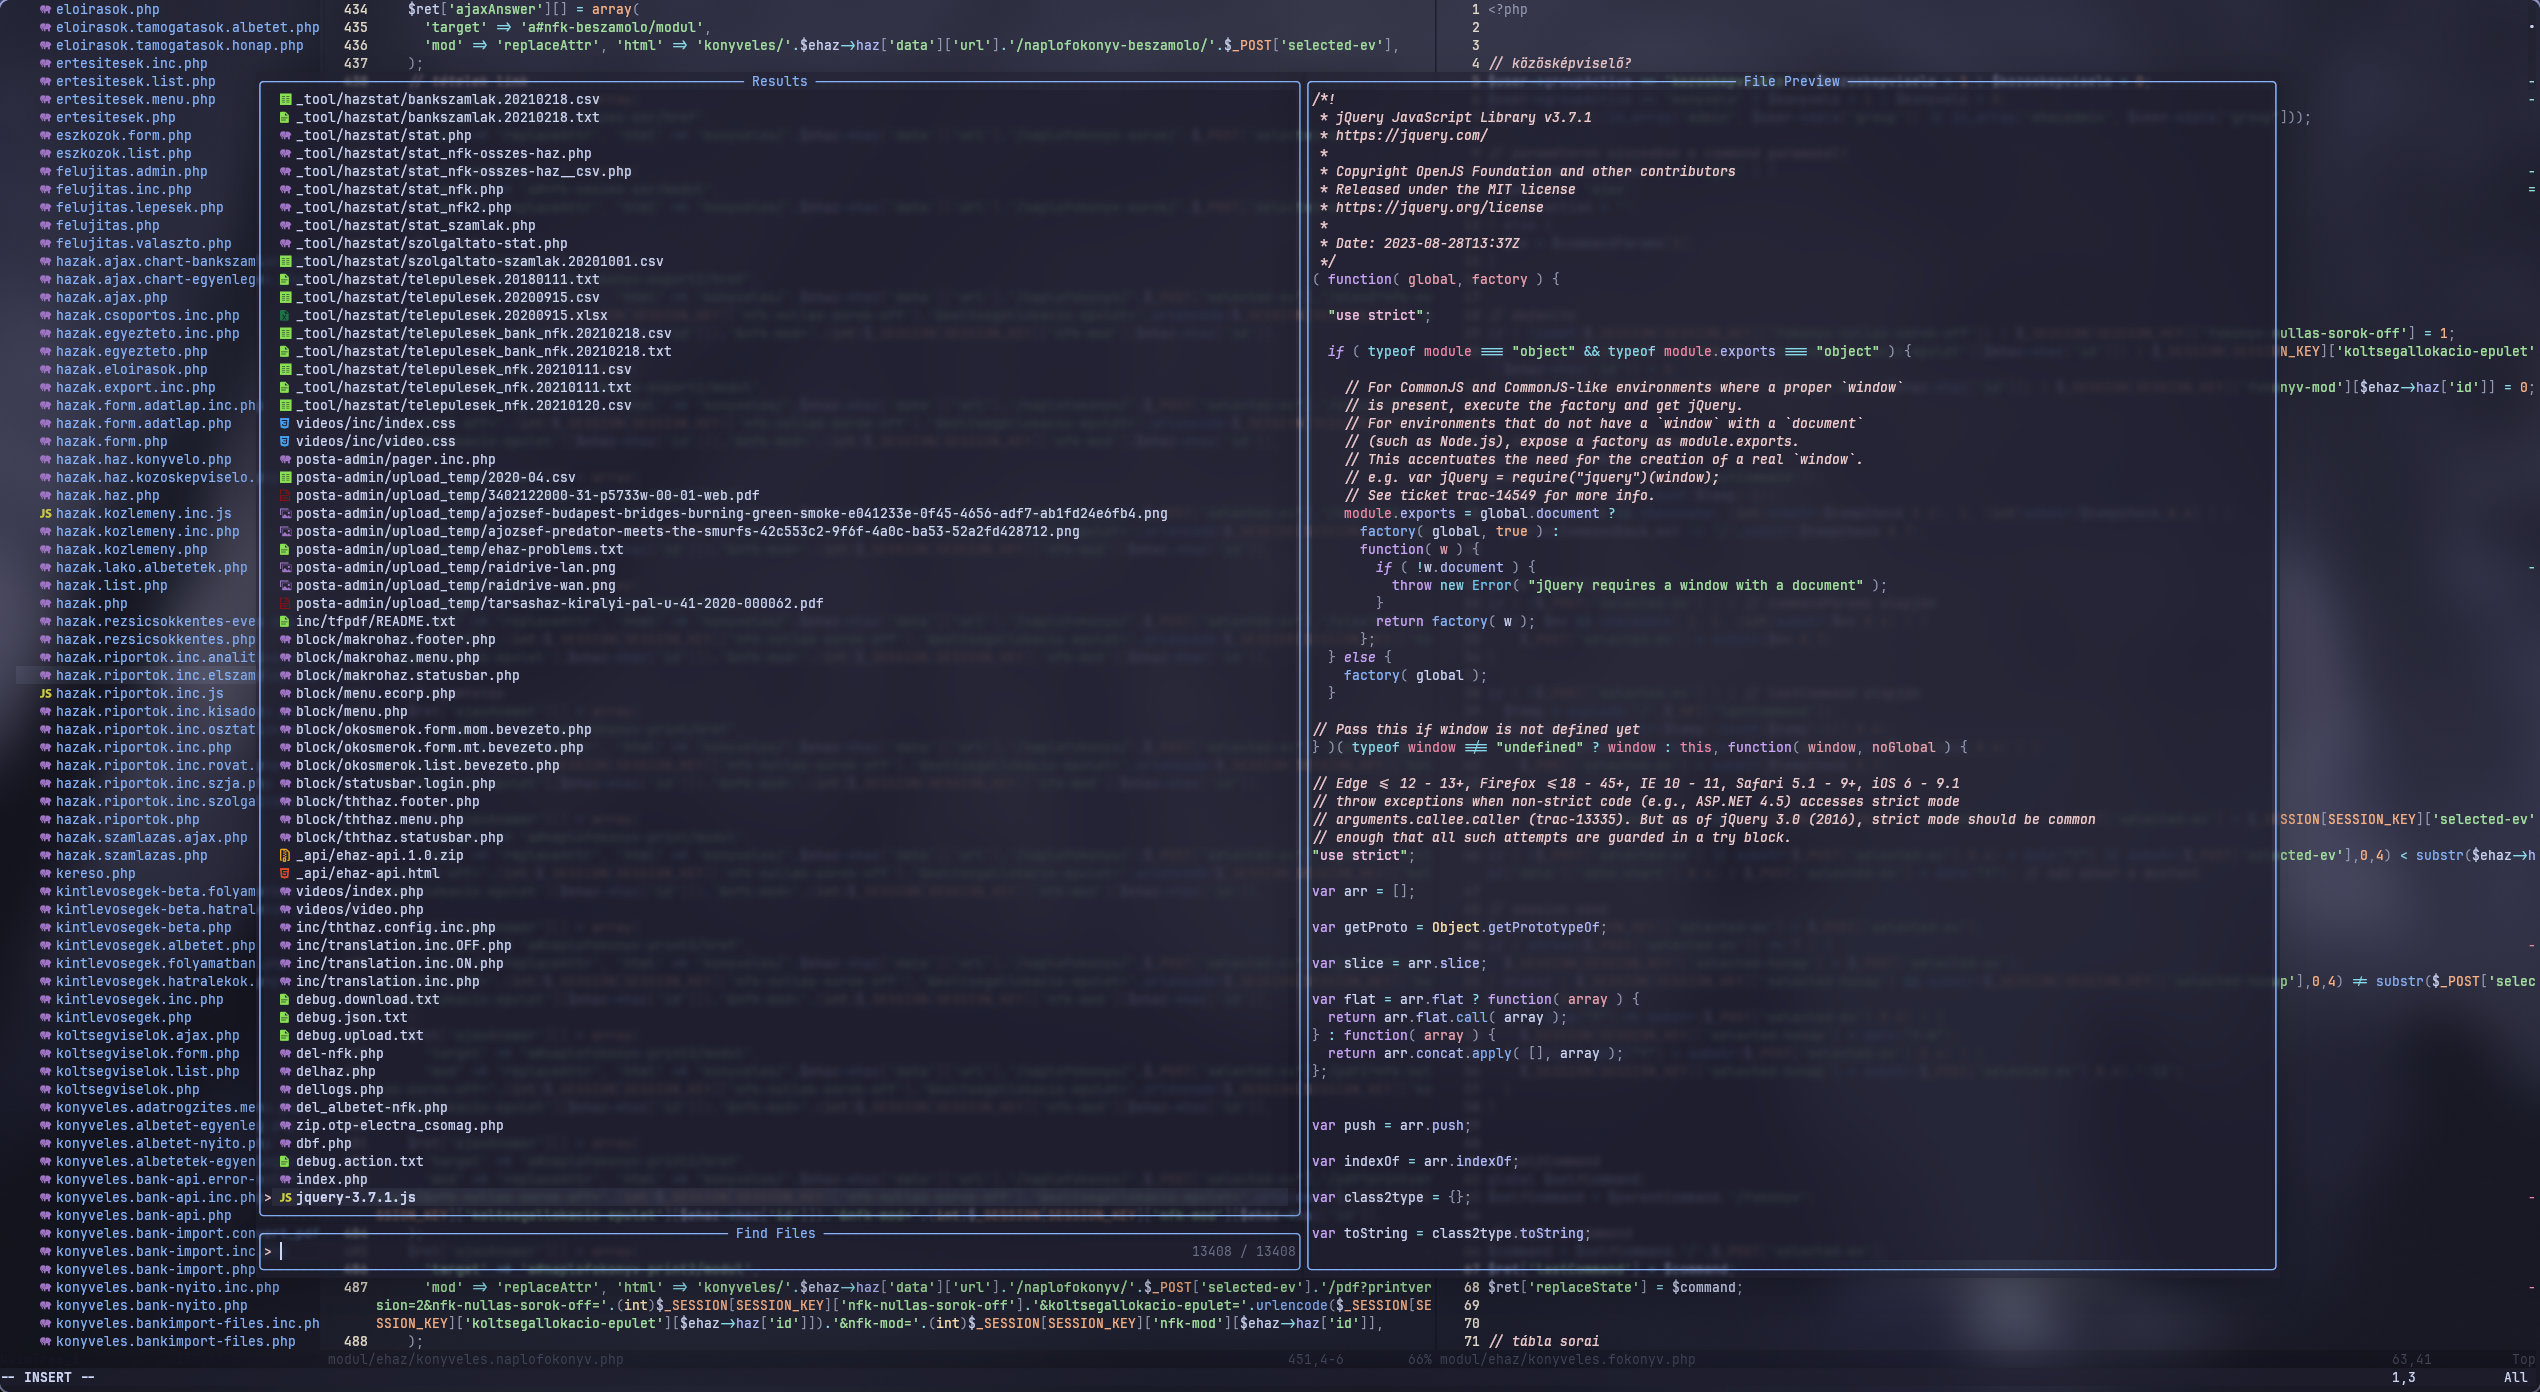 eloirasok.php
eloirasok.tamogatasok.albetet.php
eloirasok.tamogatasok.honap.php
ertesitesek.inc.php
ertesitesek.list.php
ertesitesek.menu.php
ertesitesek.php
eszkozok.form.php
eszkozok.list.php
felujitas.admin.php
felujitas.inc.php
felujitas.lepesek.php
felujitas.php
felujitas.valaszto.php
hazak.ajax.chart-bankszam
hazak.ajax.chart-egyenleg
hazak.ajax.php
hazak.csoportos.inc.php
hazak.egyezteto.inc.php
hazak.egyezteto.php
hazak.eloirasok.php
hazak.export.inc.php
hazak.form.adatlap.inc.ph
hazak.form.adatlap.php
hazak.form.php
hazak.haz.konyvelo.php
hazak.haz.kozoskepviselo.
hazak.haz.php
JS hazak.kozlemeny.inc.js
hazak.kozlemeny.inc.php
hazak.kozlemeny.php
hazak.lako.albetetek.php
hazak.list.php
hazak.php
hazak.rezsicsokkentes-eve
hazak.rezsicsokkentes.php
hazak.riportok.inc.analit
hazak.riportok.inc.elszam
JS hazak.riportok.inc.js
hazak.riportok.inc.kisado
hazak.riportok.inc.osztat
hazak.riportok.inc.php
hazak.riportok.inc.rovat.
hazak.riportok.inc.szja.p
hazak.riportok.inc.szolga
hazak.riportok.php
hazak.szamlazas.ajax.php
hazak.szamlazas.php
kereso.php
kintlevosegek-beta.folyam
kintlevosegek-beta.hatral
kintlevosegek-beta.php
kintlevosegek.albetet.php
kintlevosegek.folyamatban
kintlevosegek.hatralekok.
kintlevosegek.inc.php
kintlevosegek.php
koltsegviselok.ajax.php
koltsegviselok.form.php
koltsegviselok.list.php
koltsegviselok.php
konyveles.adatrogzites.me
konyveles.albetet-egyenle
konyveles.albetet-nyito.p
konyveles.albetetek-egyen
konyveles.bank-api.error-
konyveles.bank-api.inc.ph
konyveles.bank-api.php
konyveles.bank-import.con
konyveles.bank-import.inc
konyveles.bank-import.php
konyveles.bank-nyito.inc.php
konyveles.bank-nyito.php
konyveles.bankimport-files.inc.ph
konyveles.bankimport-files.php
434 $ret['ajaxAnswer'][] = array(
435 'target' => 'a#nfk-beszamolo/modul',
436 'mod' => 'replaceAttr', 'html' => 'konyveles/'.$ehaz->haz['data']['url'].'/naplofokonyv-beszamolo/'.$_POST['selected-ev'],
437 );
Results
_tool/hazstat/bankszamlak.20210218.csv
_tool/hazstat/bankszamlak.20210218.txt
_tool/hazstat/stat.php
_tool/hazstat/stat_nfk-osszes-haz.php
_tool/hazstat/stat_nfk-osszes-haz__csv.php
_tool/hazstat/stat_nfk.php
_tool/hazstat/stat_nfk2.php
_tool/hazstat/stat_szamlak.php
_tool/hazstat/szolgaltato-stat.php
_tool/hazstat/szolgaltato-szamlak.20201001.csv
_tool/hazstat/telepulesek.20180111.txt
_tool/hazstat/telepulesek.20200915.csv
_tool/hazstat/telepulesek.20200915.xlsx
_tool/hazstat/telepulesek_bank_nfk.20210218.csv
_tool/hazstat/telepulesek_bank_nfk.20210218.txt
_tool/hazstat/telepulesek_nfk.20210111.csv
_tool/hazstat/telepulesek_nfk.20210111.txt
_tool/hazstat/telepulesek_nfk.20210120.csv
videos/inc/index.css
videos/inc/video.css
posta-admin/pager.inc.php
posta-admin/upload_temp/2020-04.csv
posta-admin/upload_temp/3402122000-31-p5733w-00-01-web.pdf
posta-admin/upload_temp/ajozsef-budapest-bridges-burning-green-smoke-e041233e-0f45-4656-adf7-ab1fd24e6fb4.png
posta-admin/upload_temp/ajozsef-predator-meets-the-smurfs-42c553c2-9f6f-4a0c-ba53-52a2fd428712.png
posta-admin/upload_temp/ehaz-problems.txt
posta-admin/upload_temp/raidrive-lan.png
posta-admin/upload_temp/raidrive-wan.png
posta-admin/upload_temp/tarsashaz-kiralyi-pal-u-41-2020-000062.pdf
inc/tfpdf/README.txt
block/makrohaz.footer.php
block/makrohaz.menu.php
block/makrohaz.statusbar.php
block/menu.ecorp.php
block/menu.php
block/okosmerok.form.mom.bevezeto.php
block/okosmerok.form.mt.bevezeto.php
block/okosmerok.list.bevezeto.php
block/statusbar.login.php
block/ththaz.footer.php
block/ththaz.menu.php
block/ththaz.statusbar.php
_api/ehaz-api.1.0.zip
_api/ehaz-api.html
videos/index.php
videos/video.php
inc/ththaz.config.inc.php
inc/translation.inc.OFF.php
inc/translation.inc.ON.php
inc/translation.inc.php
debug.download.txt
debug.json.txt
debug.upload.txt
del-nfk.php
delhaz.php
dellogs.php
del_albetet-nfk.php
zip.otp-electra_csomag.php
dbf.php
debug.action.txt
index.php
> JS jquery-3.7.1.js
Find Files
> 13408 / 13408
487 'mod' => 'replaceAttr', 'html' => 'konyveles/'.$ehaz->haz['data']['url'].'/naplofokonyv/'.$_POST['selected-ev'].'/pdf?printver
sion=2&nfk-nullas-sorok-off='.(int)$_SESSION[SESSION_KEY]['nfk-nullas-sorok-off'].'&koltsegallokacio-epulet='.urlencode($_SESSION[SE
SSION_KEY]['koltsegallokacio-epulet'][$ehaz->haz['id']]).'&nfk-mod='.(int)$_SESSION[SESSION_KEY]['nfk-mod'][$ehaz->haz['id']],
488 );
modul/ehaz/konyveles.naplofokonyv.php 451,4-6 66%
1 <?php
2
3
4 // közösképviselő?
File Preview
/*!
* jQuery JavaScript Library v3.7.1
* https://jquery.com/
*
* Copyright OpenJS Foundation and other contributors
* Released under the MIT license
* https://jquery.org/license
*
* Date: 2023-08-28T13:37Z
*/
( function( global, factory ) {
"use strict";
if ( typeof module === "object" && typeof module.exports === "object" ) {
// For CommonJS and CommonJS-like environments where a proper `window`
// is present, execute the factory and get jQuery.
// For environments that do not have a `window` with a `document`
// (such as Node.js), expose a factory as module.exports.
// This accentuates the need for the creation of a real `window`.
// e.g. var jQuery = require("jquery")(window);
// See ticket trac-14549 for more info.
module.exports = global.document ?
factory( global, true ) :
function( w ) {
if ( !w.document ) {
throw new Error( "jQuery requires a window with a document" );
}
return factory( w );
};
} else {
factory( global );
}
// Pass this if window is not defined yet
} )( typeof window !== "undefined" ? window : this, function( window, noGlobal ) {
// Edge <= 12 - 13+, Firefox <=18 - 45+, IE 10 - 11, Safari 5.1 - 9+, iOS 6 - 9.1
// throw exceptions when non-strict code (e.g., ASP.NET 4.5) accesses strict mode
// arguments.callee.caller (trac-13335). But as of jQuery 3.0 (2016), strict mode should be common
// enough that all such attempts are guarded in a try block.
"use strict";
var arr = [];
var getProto = Object.getPrototypeOf;
var slice = arr.slice;
var flat = arr.flat ? function( array ) {
return arr.flat.call( array );
} : function( array ) {
return arr.concat.apply( [], array );
};
var push = arr.push;
var indexOf = arr.indexOf;
var class2type = {};
var toString = class2type.toString;
]));
nullas-sorok-off'] = 1;
N_KEY]['koltsegallokacio-epulet'
nyv-mod'][$ehaz->haz['id']] = 0;
SSION[SESSION_KEY]['selected-ev'
cted-ev'],0,4) < substr($ehaz->h
p'],0,4) != substr($_POST['selec
68 $ret['replaceState'] = $command;
69
70
71 // tábla sorai
modul/ehaz/konyveles.fokonyv.php 63,41 Top
-- INSERT -- 1,3 All